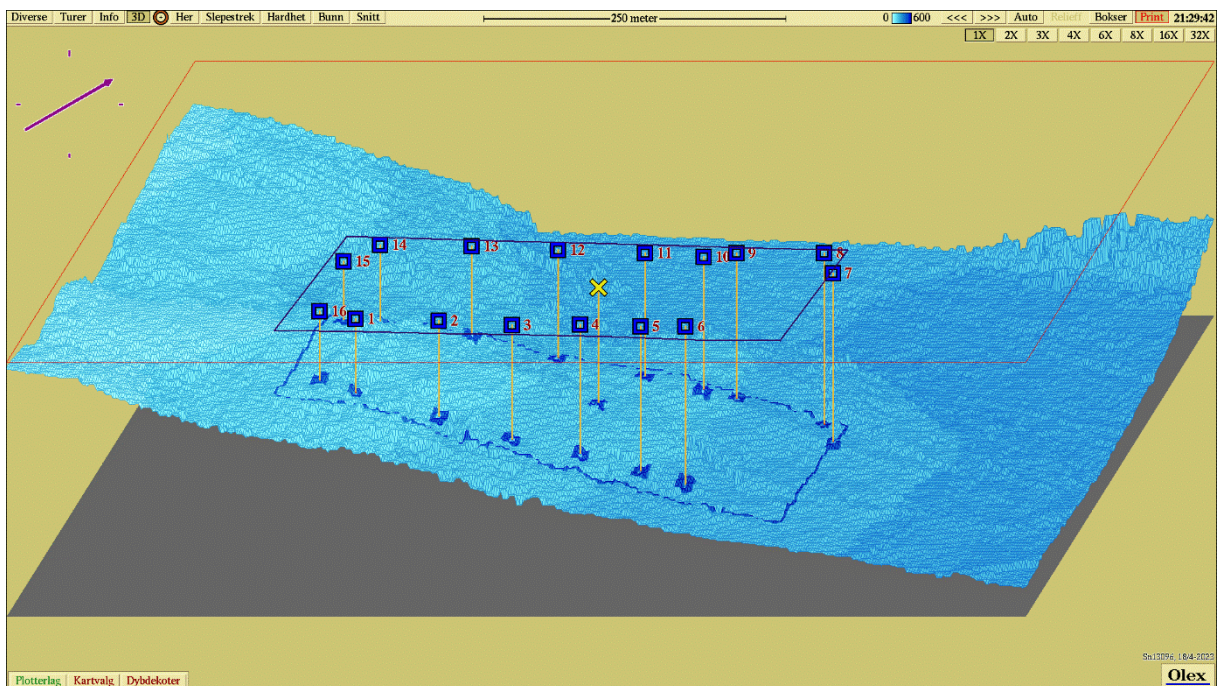 Diverse Turer Info 3D Her Slepestrek Hardhet Bunn Snitt 250 meter 0 600 <<< >>> Auto Relieff Bokser Print 21:29:42
1X 2X 3X 4X 6X 8X 16X 32X
14 13 12 11 10 9 8
15 7
16 1 2 3 4 5 6
Sn13096, 18/4-2023
Plotterlag Kartvalg Dybdekoter Olex